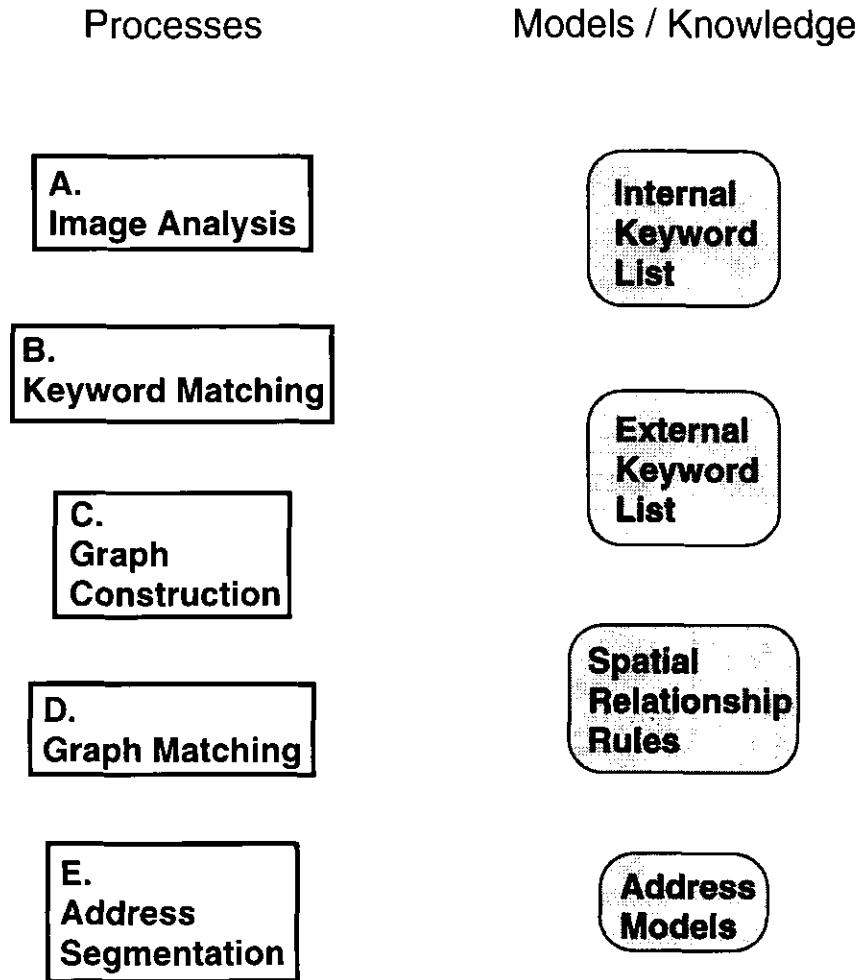 Processes
Models / Knowledge
A.
Image Analysis
B.
Keyword Matching
C.
Graph
Construction
D.
Graph Matching
E.
Address
Segmentation
Internal
Keyword
List
External
Keyword
List
Spatial
Relationship
Rules
Address
Models